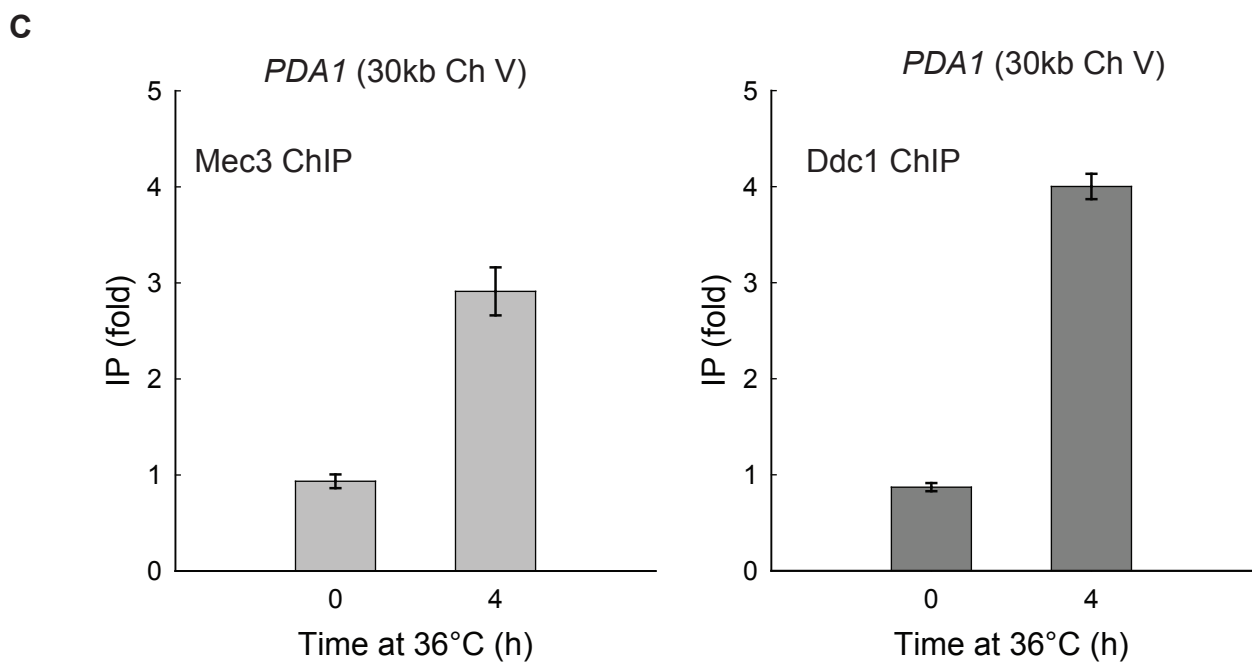 C
PDA1 (30kb Ch V)
5
4
3
2
1
0
Mec3 ChIP
IP (fold)
0 4
Time at 36°C (h)
PDA1 (30kb Ch V)
5
4
3
2
1
0
Ddc1 ChIP
IP (fold)
0 4
Time at 36°C (h)